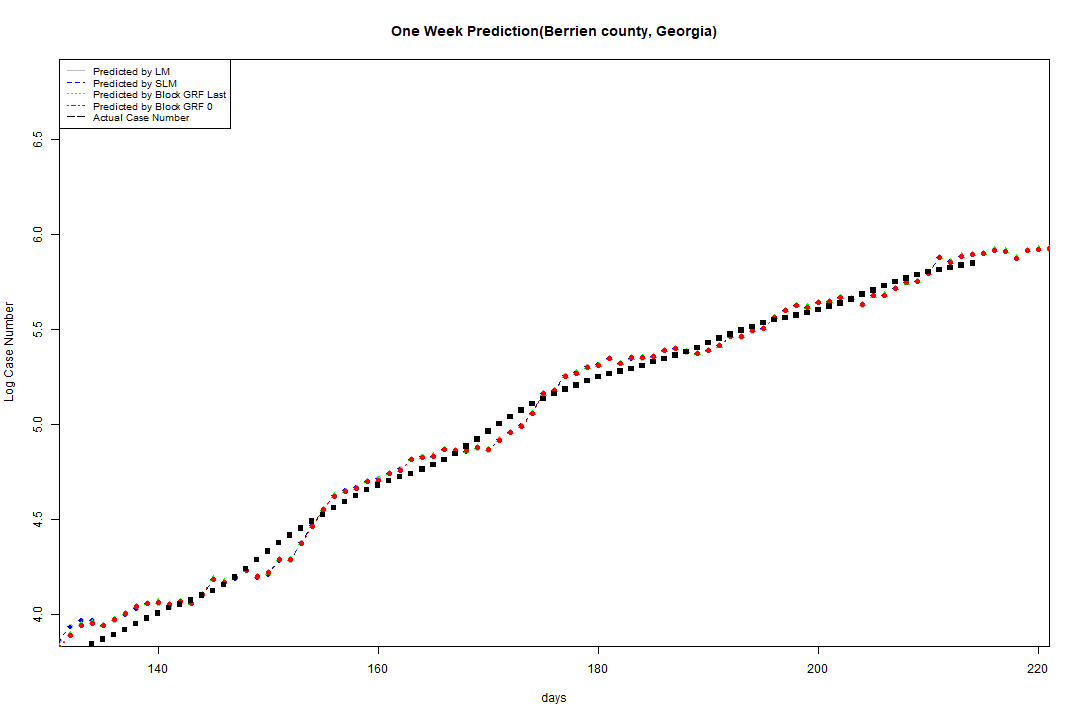 One Week Prediction(Berrien county, Georgia)
Predicted by LM
Predicted by SLM
Predicted by Block GRF Last
Predicted by Block GRF 0
Actual Case Number
6.5
6.0
5.5
5.0
4.5
4.0
Log Case Number
140 160 180 200 220
days